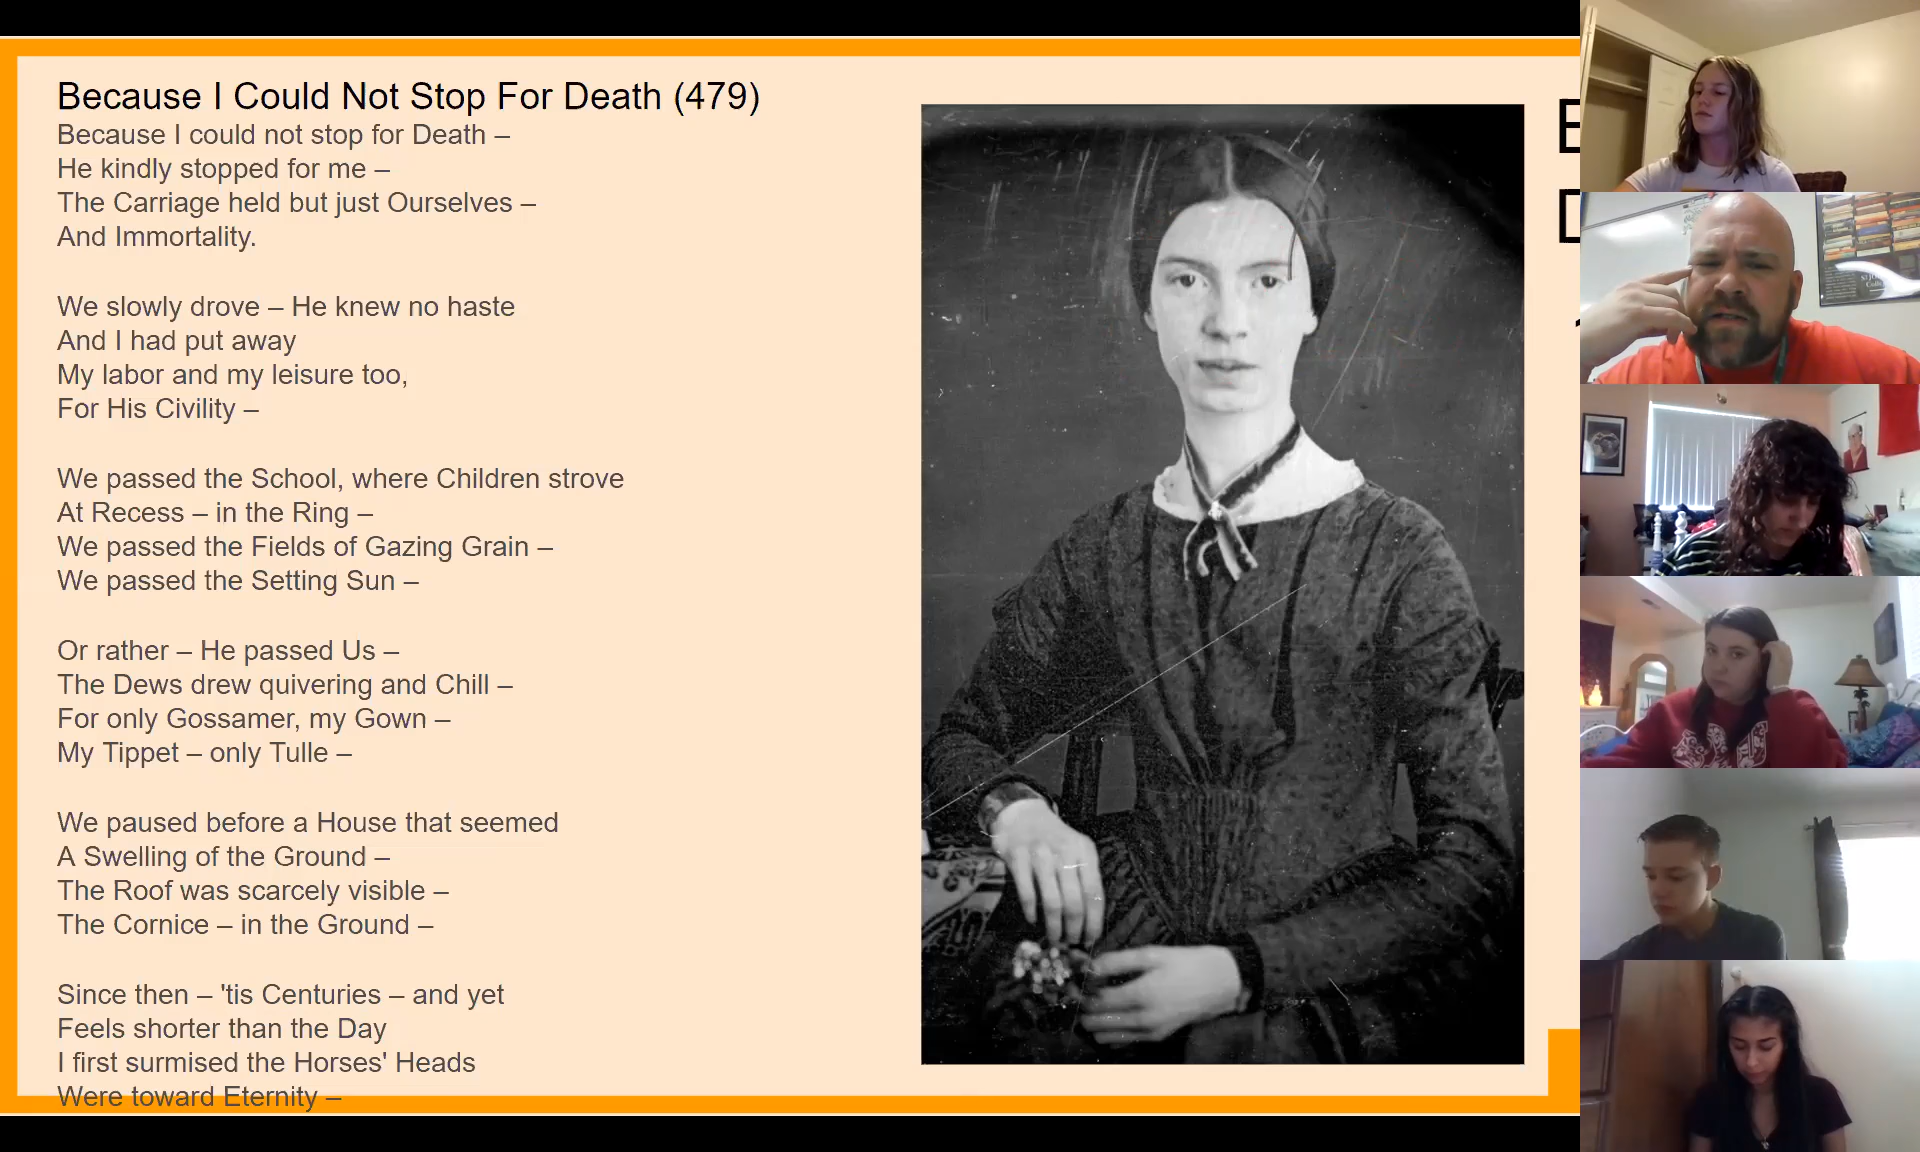 Because I Could Not Stop For Death (479)
Because I could not stop for Death –
He kindly stopped for me –
The Carriage held but just Ourselves –
And Immortality.
We slowly drove – He knew no haste
And I had put away
My labor and my leisure too,
For His Civility –
We passed the School, where Children strove
At Recess – in the Ring –
We passed the Fields of Gazing Grain –
We passed the Setting Sun –
Or rather – He passed Us –
The Dews drew quivering and Chill –
For only Gossamer, my Gown –
My Tippet – only Tulle –
We paused before a House that seemed
A Swelling of the Ground –
The Roof was scarcely visible –
The Cornice – in the Ground –
Since then – 'tis Centuries – and yet
Feels shorter than the Day
I first surmised the Horses' Heads
Were toward Eternity –